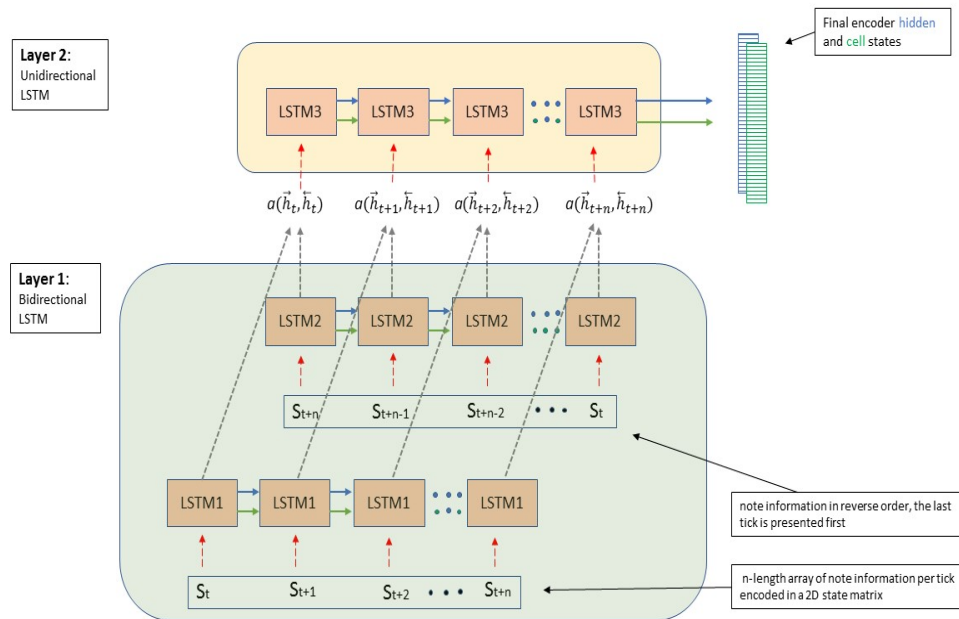 Layer 2:
Unidirectional
LSTM
Final encoder hidden
and cell states
LSTM3 LSTM3 LSTM3 LSTM3
a(h⃗t, h⃖t) a(h⃗t+1, h⃖t+1) a(h⃗t+2, h⃖t+2) a(h⃗t+n, h⃖t+n)
Layer 1:
Bidirectional
LSTM
LSTM2 LSTM2 LSTM2 LSTM2
St+n St+n-1 St+n-2 • • • St
LSTM1 LSTM1 LSTM1 LSTM1
note information in reverse order, the last
tick is presented first
St St+1 St+2 • • • St+n
n-length array of note information per tick
encoded in a 2D state matrix